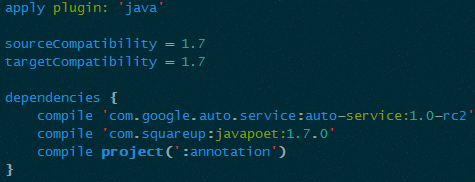 apply plugin: 'java'
sourceCompatibility = 1.7
targetCompatibility = 1.7
dependencies {
compile 'com.google.auto.service:auto-service:1.0-rc2'
compile 'com.squareup:javapoet:1.7.0'
compile project(':annotation')
}